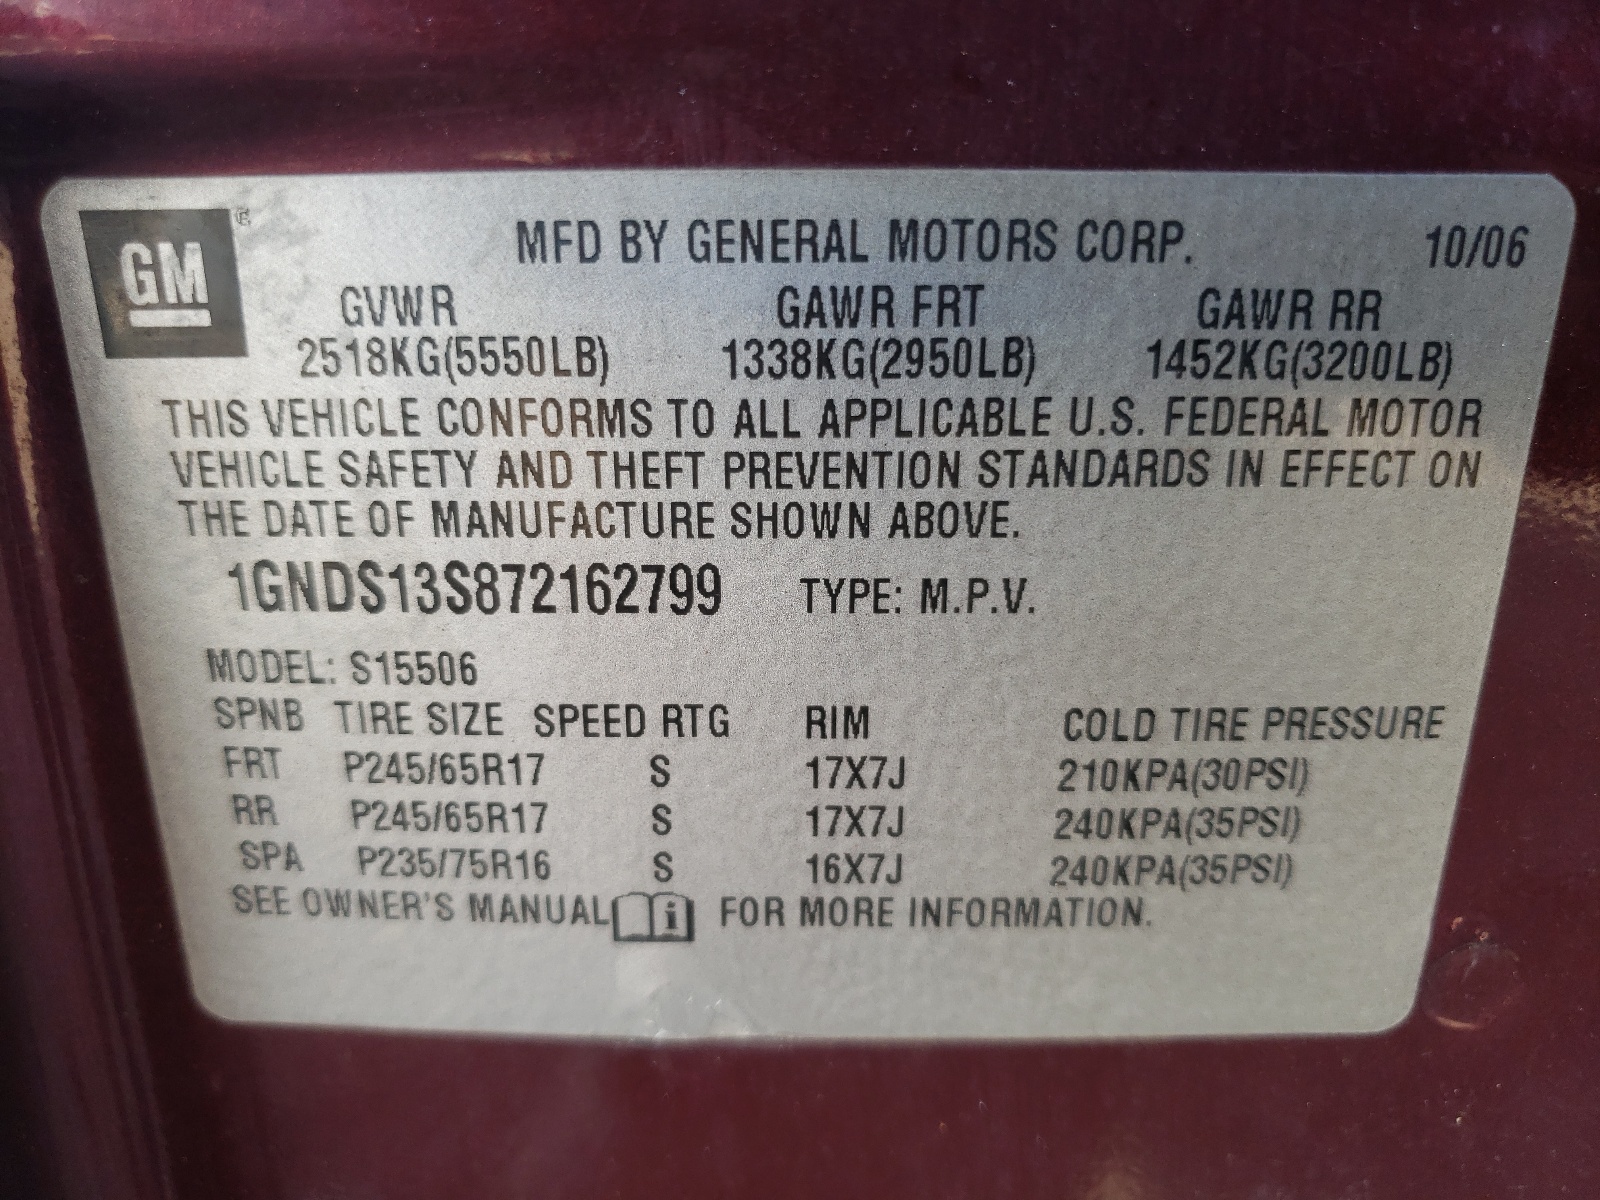 GM
MFD BY GENERAL MOTORS CORP. 10/06
GVWR GAWR FRT GAWR RR
2518KG(5550LB) 1338KG(2950LB) 1452KG(3200LB)
THIS VEHICLE CONFORMS TO ALL APPLICABLE U.S. FEDERAL MOTOR
VEHICLE SAFETY AND THEFT PREVENTION STANDARDS IN EFFECT ON
THE DATE OF MANUFACTURE SHOWN ABOVE.
1GNDS13S872162799 TYPE: M.P.V.
MODEL: S15506
SPNB TIRE SIZE SPEED RTG RIM COLD TIRE PRESSURE
FRT P245/65R17 S 17X7J 210KPA(30PSI)
RR P245/65R17 S 17X7J 240KPA(35PSI)
SPA P235/75R16 S 16X7J 240KPA(35PSI)
SEE OWNER'S MANUAL i FOR MORE INFORMATION.